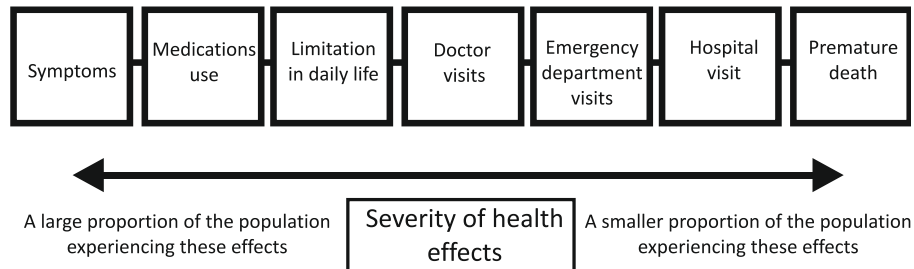 Symptoms
Medications
use
Limitation
in daily life
Doctor
visits
Emergency
department
visits
Hospital
visit
Premature
death
A large proportion of the population
experiencing these effects
Severity of health
effects
A smaller proportion of the population
experiencing these effects